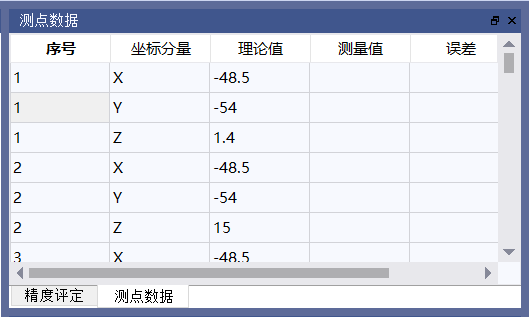 测点数据
序号 坐标分量 理论值 测量值 误差
1 X -48.5
1 Y -54
1 Z 1.4
2 X -48.5
2 Y -54
2 Z 15
3 X -48.5
精度评定 测点数据